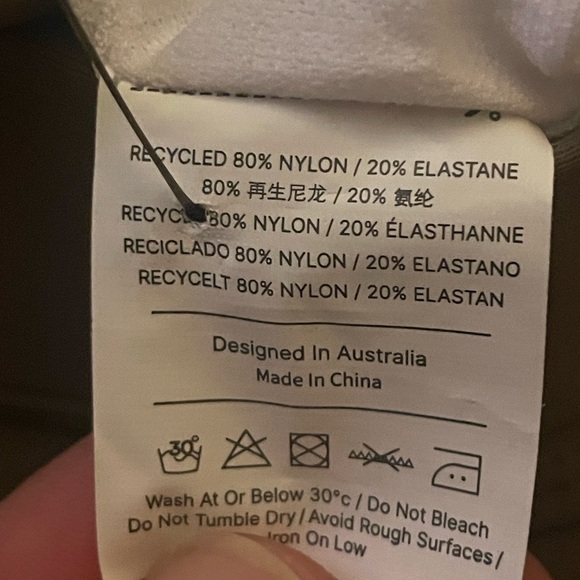 RECYCLED 80% NYLON / 20% ELASTANE
80% 再生尼龙 / 20% 氨纶
80% NYLON / 20% ÉLASTHANNE
RECICLADO 80% NYLON / 20% ELASTANO
RECYCELT 80% NYLON / 20% ELASTAN
Designed In Australia
Made In China
30°
Wash At Or Below 30°c / Do Not Bleach
Do Not Tumble Dry / Avoid Rough Surfaces /
Iron On Low